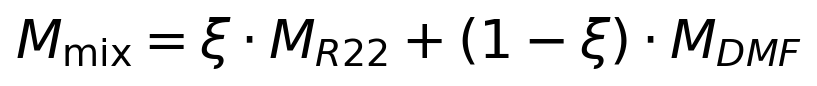 M_mix = ξ · M_R22 + (1 − ξ) · M_DMF